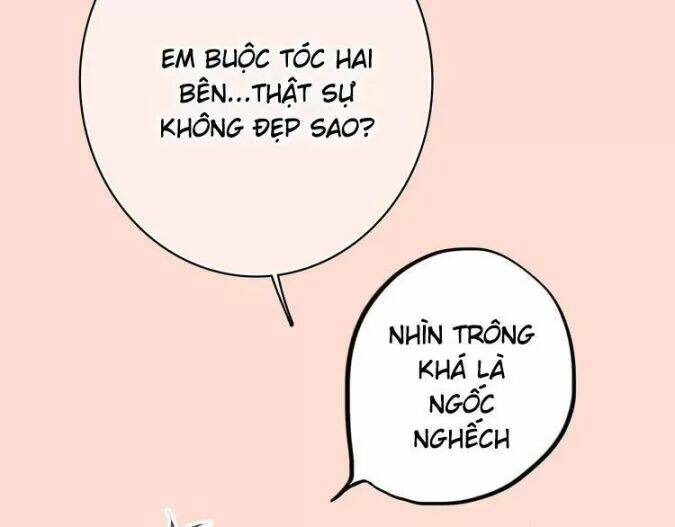 EM BUỘC TÓC HAI
BÊN...THẬT SỰ
KHÔNG ĐẸP SAO?
NHÌN TRÔNG
KHÁ LÀ
NGỐC
NGHẾCH